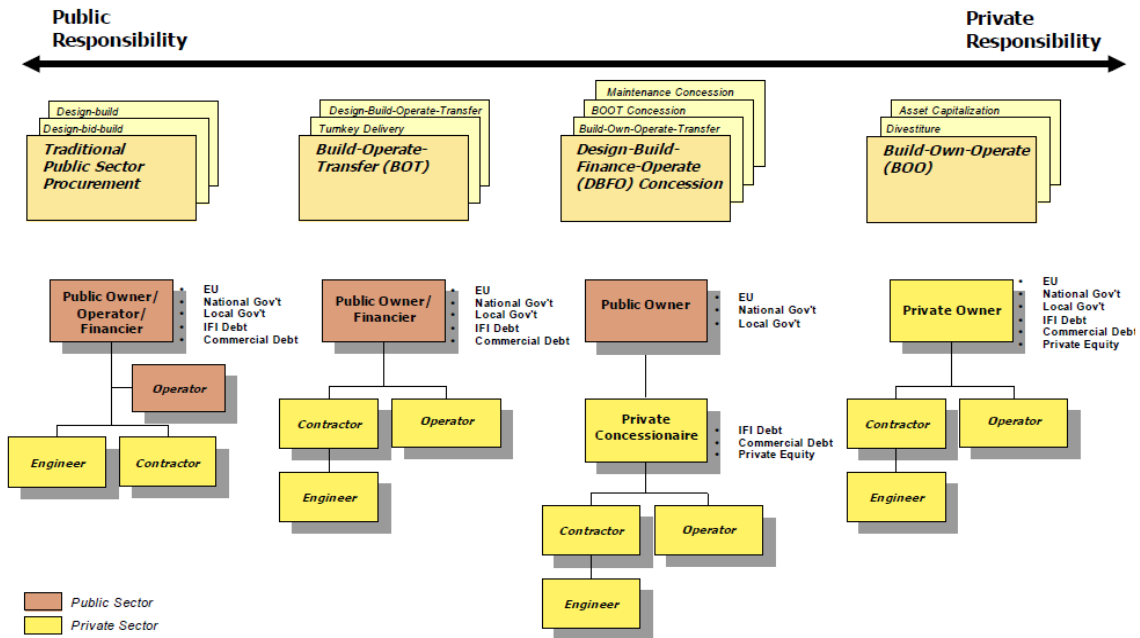 Public
Responsibility
Private
Responsibility
Design-build
Design-bid-build
Traditional
Public Sector
Procurement
Design-Build-Operate-Transfer
Turnkey Delivery
Build-Operate-
Transfer (BOT)
Maintenance Concession
BOOT Concession
Build-Own-Operate-Transfer
Design-Build-
Finance-Operate
(DBFO) Concession
Asset Capitalization
Divestiture
Build-Own-Operate
(BOO)
Public Owner/
Operator/
Financier
• EU
• National Gov't
• Local Gov't
• IFI Debt
• Commercial Debt
Operator
Engineer
Contractor
Public Owner/
Financier
• EU
• National Gov't
• Local Gov't
• IFI Debt
• Commercial Debt
Contractor
Operator
Engineer
Public Owner
• EU
• National Gov't
• Local Gov't
Private
Concessionaire
• IFI Debt
• Commercial Debt
• Private Equity
Contractor
Operator
Engineer
Private Owner
• EU
• National Gov't
• Local Gov't
• IFI Debt
• Commercial Debt
• Private Equity
Contractor
Operator
Engineer
Public Sector
Private Sector